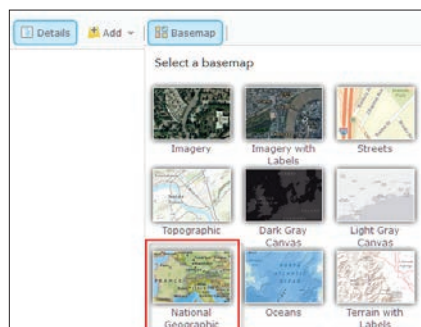 Details Add Basemap
Select a basemap
Imagery
Imagery with
Labels
Streets
Topographic
Dark Gray
Canvas
Light Gray
Canvas
FRANCE
National
Geographic
Oceans
Terrain with
Labels